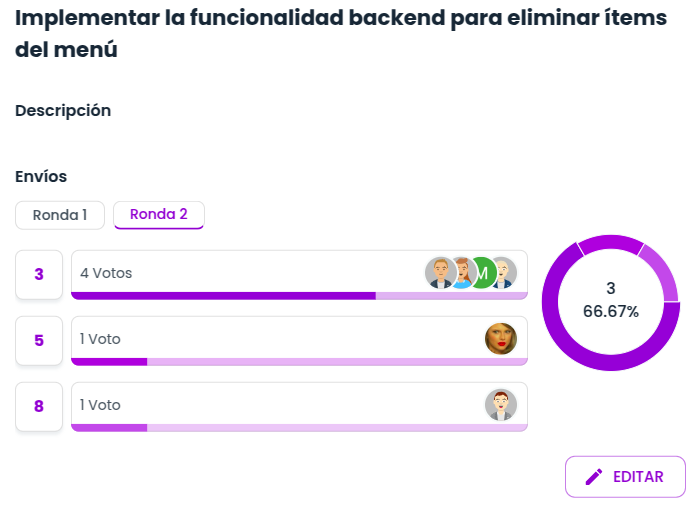 Implementar la funcionalidad backend para eliminar ítems
del menú
Descripción
Envíos
Ronda 1
Ronda 2
3
4 Votos
M
5
1 Voto
8
1 Voto
3
66.67%
EDITAR